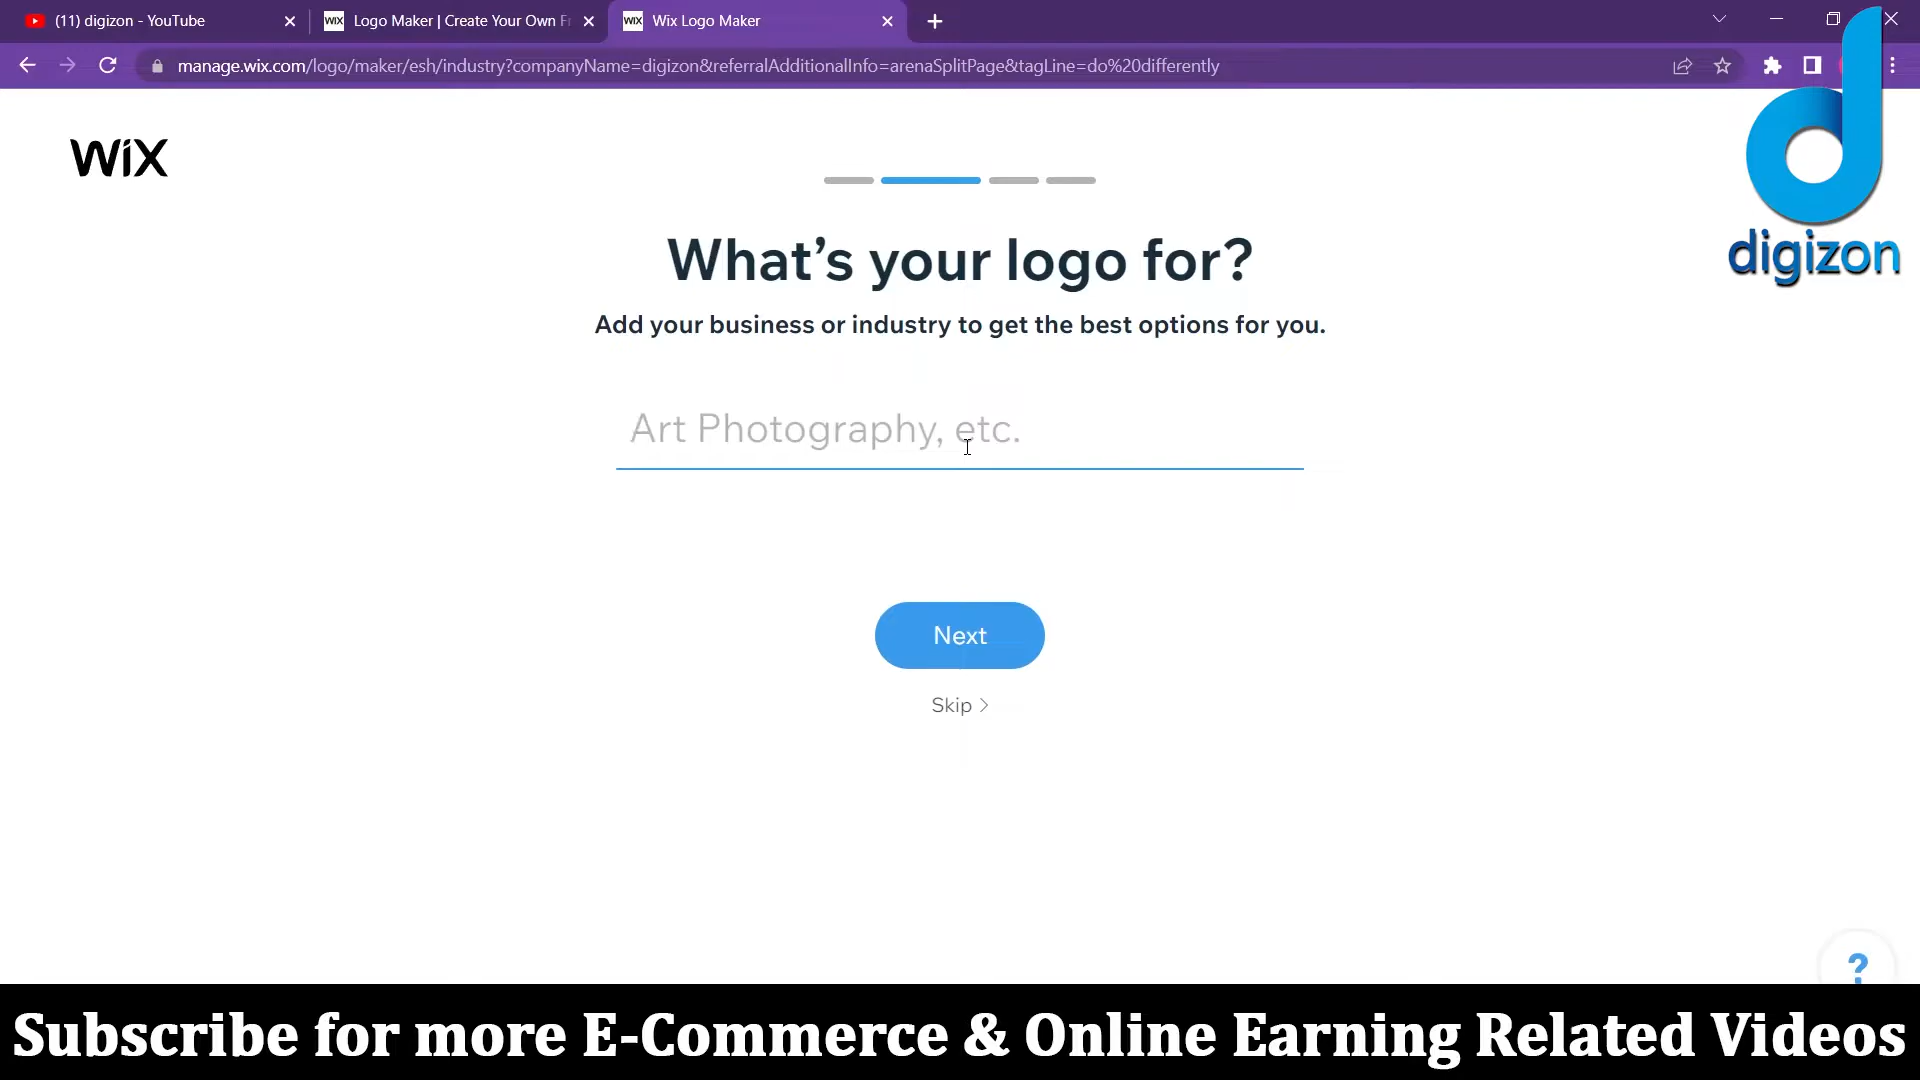 (11) digizon - YouTube
WIX Logo Maker | Create Your Own F
WIX Wix Logo Maker
manage.wix.com/logo/maker/esh/industry?companyName=digizon&referralAdditionalInfo=arenaSplitPage&tagLine=do%20differently
WIX
digizon
What’s your logo for?
Add your business or industry to get the best options for you.
Art Photography, etc.
Next
Skip >
?
Subscribe for more E-Commerce & Online Earning Related Videos